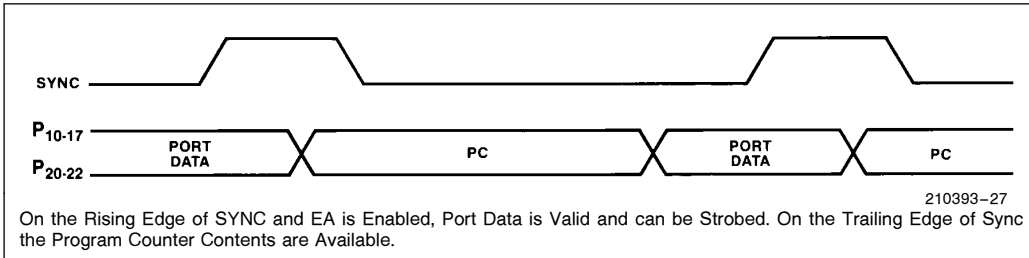 SYNC
P10-17
PORT
DATA
PC
PORT
DATA
PC
P20-22
210393–27
On the Rising Edge of SYNC and EA is Enabled, Port Data is Valid and can be Strobed. On the Trailing Edge of Sync
the Program Counter Contents are Available.